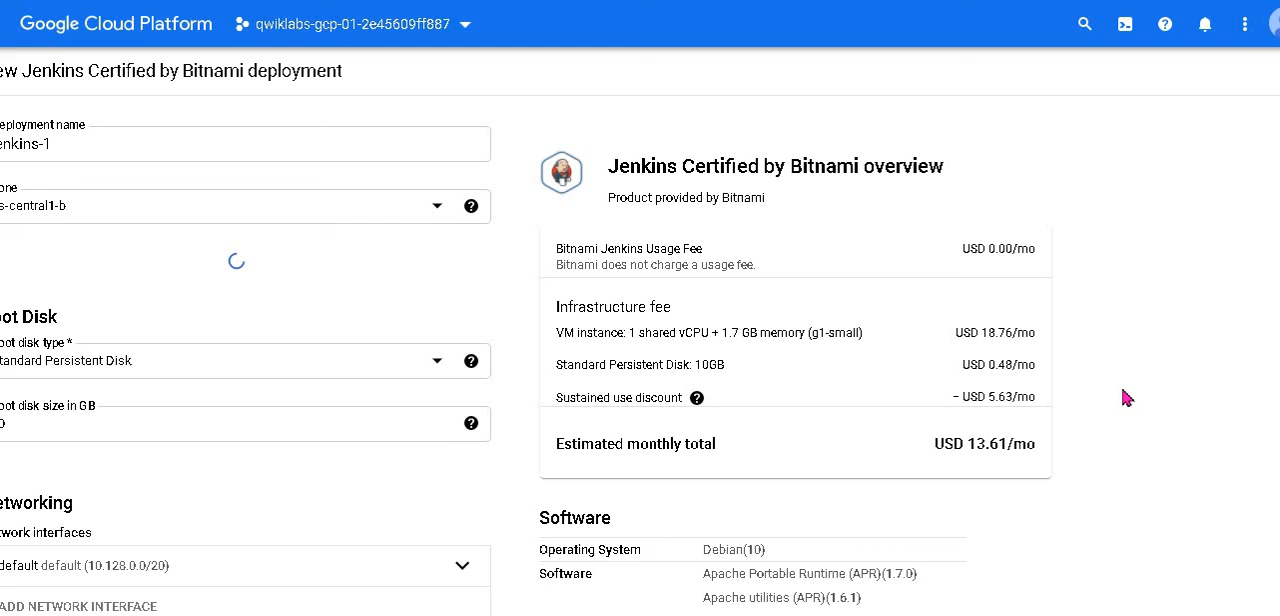 Google Cloud Platform
qwiklabs-gcp-01-2e45609ff887
ew Jenkins Certified by Bitnami deployment
eployment name
enkins-1
one
s-central1-b
oot Disk
oot disk type *
tandard Persistent Disk
oot disk size in GB
0
etworking
twork interfaces
default default (10.128.0.0/20)
ADD NETWORK INTERFACE
Jenkins Certified by Bitnami overview
Product provided by Bitnami
Bitnami Jenkins Usage Fee USD 0.00/mo
Bitnami does not charge a usage fee.
Infrastructure fee
VM instance: 1 shared vCPU + 1.7 GB memory (g1-small) USD 18.76/mo
Standard Persistent Disk: 10GB USD 0.48/mo
Sustained use discount − USD 5.63/mo
Estimated monthly total USD 13.61/mo
Software
Operating System Debian(10)
Software Apache Portable Runtime (APR)(1.7.0)
Apache utilities (APR)(1.6.1)